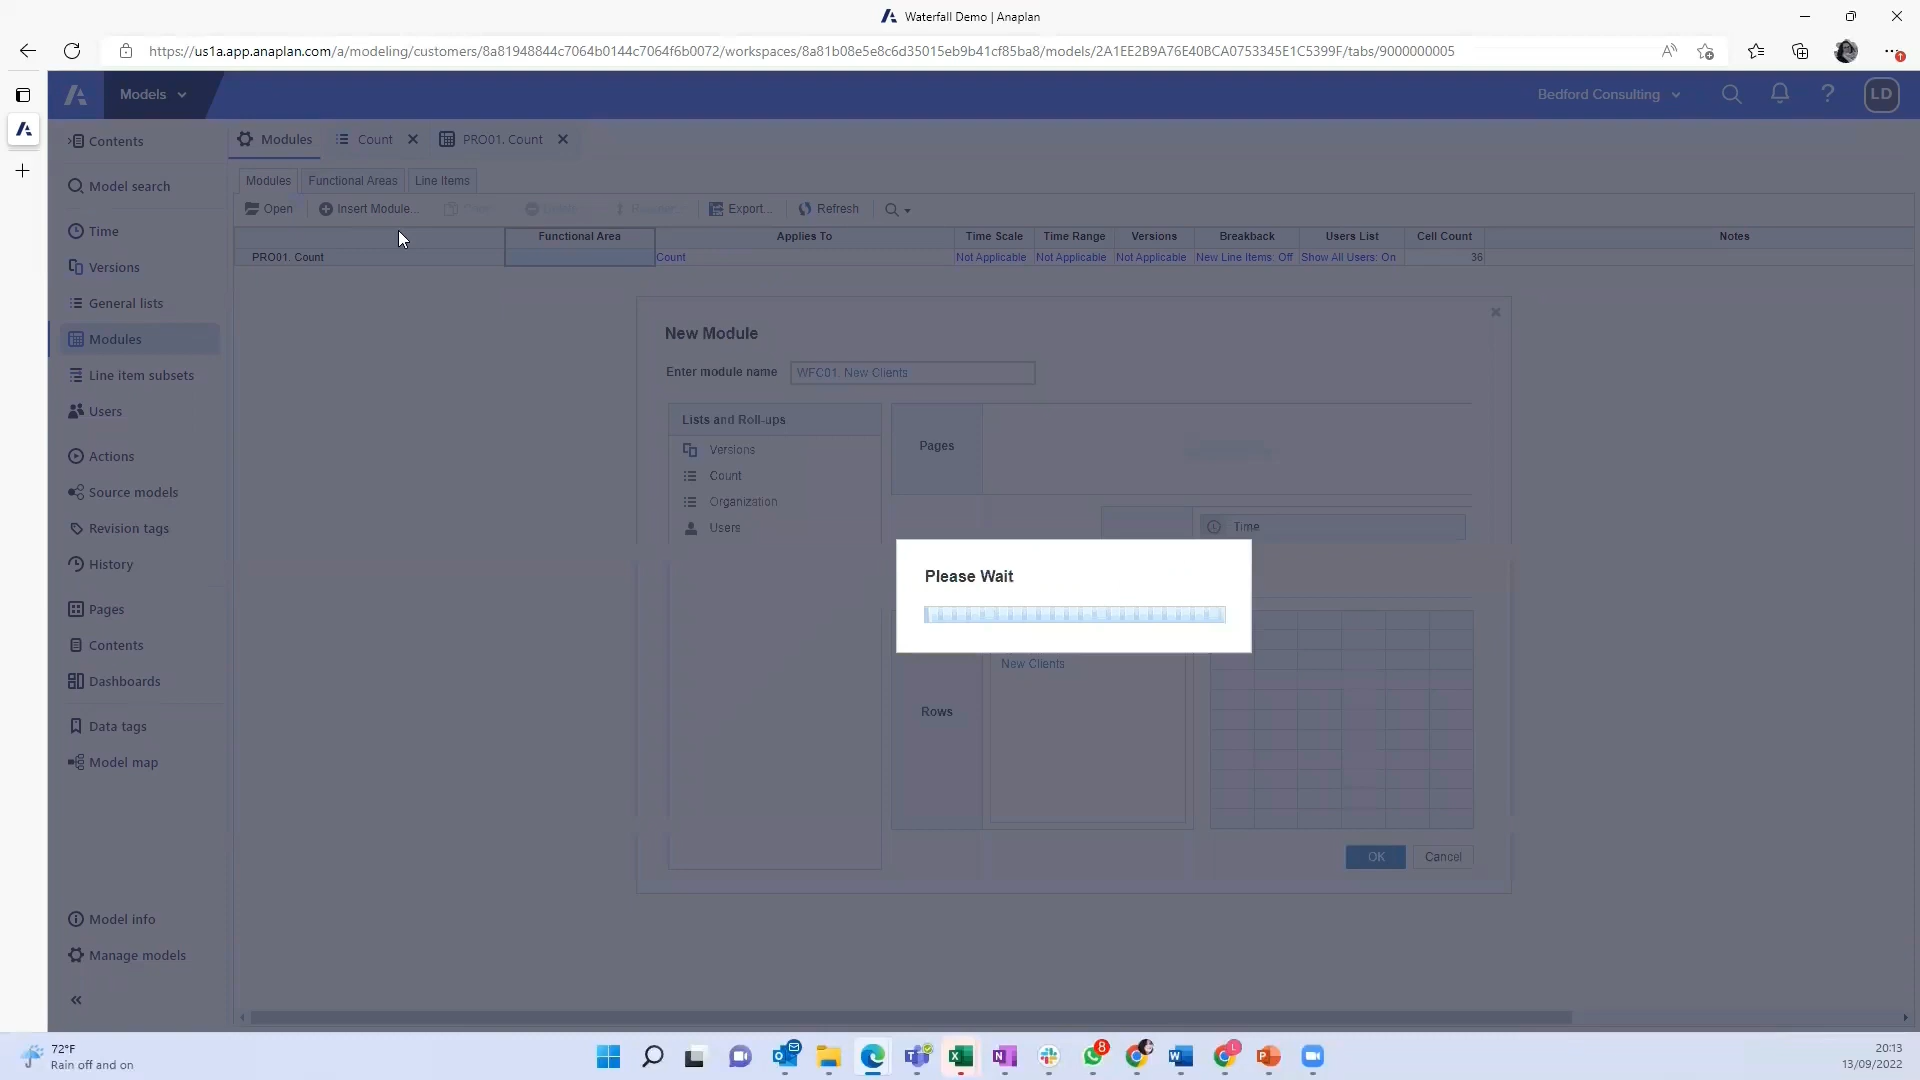 Waterfall Demo | Anaplan
https://us1a.app.anaplan.com/a/modeling/customers/8a81948844c7064b0144c7064f6b0072/workspaces/8a81b08e5e8c6d35015eb9b41cf85ba8/models/2A1EE2B9A76E40BCA0753345E1C5399F/tabs/9000000005
Models
Bedford Consulting
LD
Contents
Modules
Count
PRO01. Count
Model search
Modules
Functional Areas
Line Items
Open
Insert Module...
Export...
Refresh
Time
Functional Area
Applies To
Time Scale
Time Range
Versions
Breakback
Users List
Cell Count
Notes
PRO01. Count
Count
Not Applicable
Not Applicable
Not Applicable
New Line Items: Off
Show All Users: On
36
Versions
General lists
Modules
Line item subsets
Users
Actions
Source models
Revision tags
History
Pages
Contents
Dashboards
Data tags
Model map
Model info
Manage models
New Module
Enter module name
WFC01. New Clients
Lists and Roll-ups
Versions
Count
Organization
Users
Pages
Time
Please Wait
New Clients
Rows
OK
Cancel
72°F
Rain off and on
8
L
20:13
13/09/2022